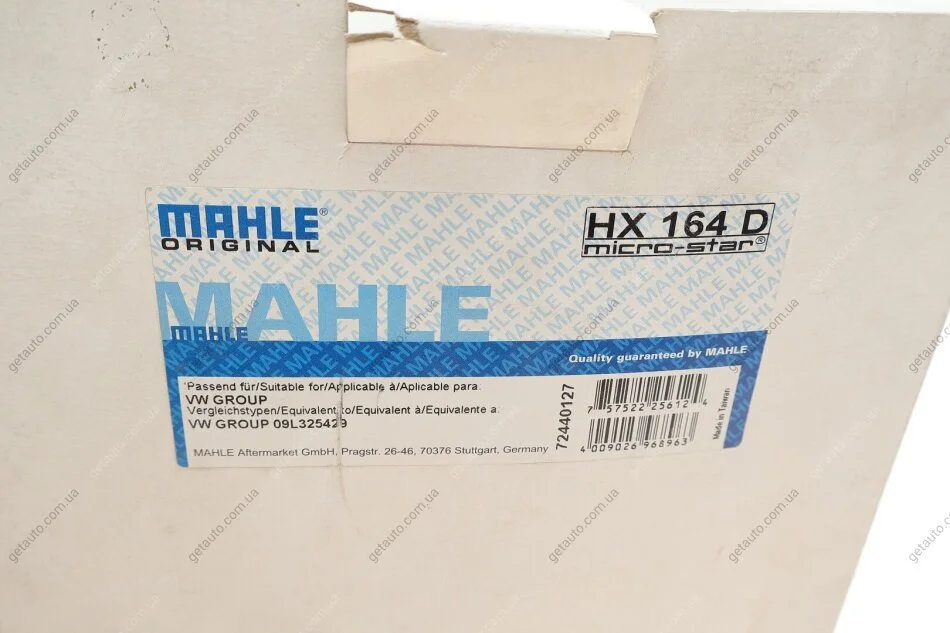 MAHLE®
ORIGINAL
HX 164 D
micro-star®
MAHLE
MAHLE
Quality guaranteed by MAHLE
Passend für/Suitable for/Applicable à/Aplicable para:
VW GROUP
Vergleichstypen/Equivalent to/Equivalent à/Equivalente a:
VW GROUP 09L325429
MAHLE Aftermarket GmbH, Pragstr. 26-46, 70376 Stuttgart, Germany
72440127
7 57522 22561 2 4
4 009026 968963
Made in Taiwan
getauto.com.ua